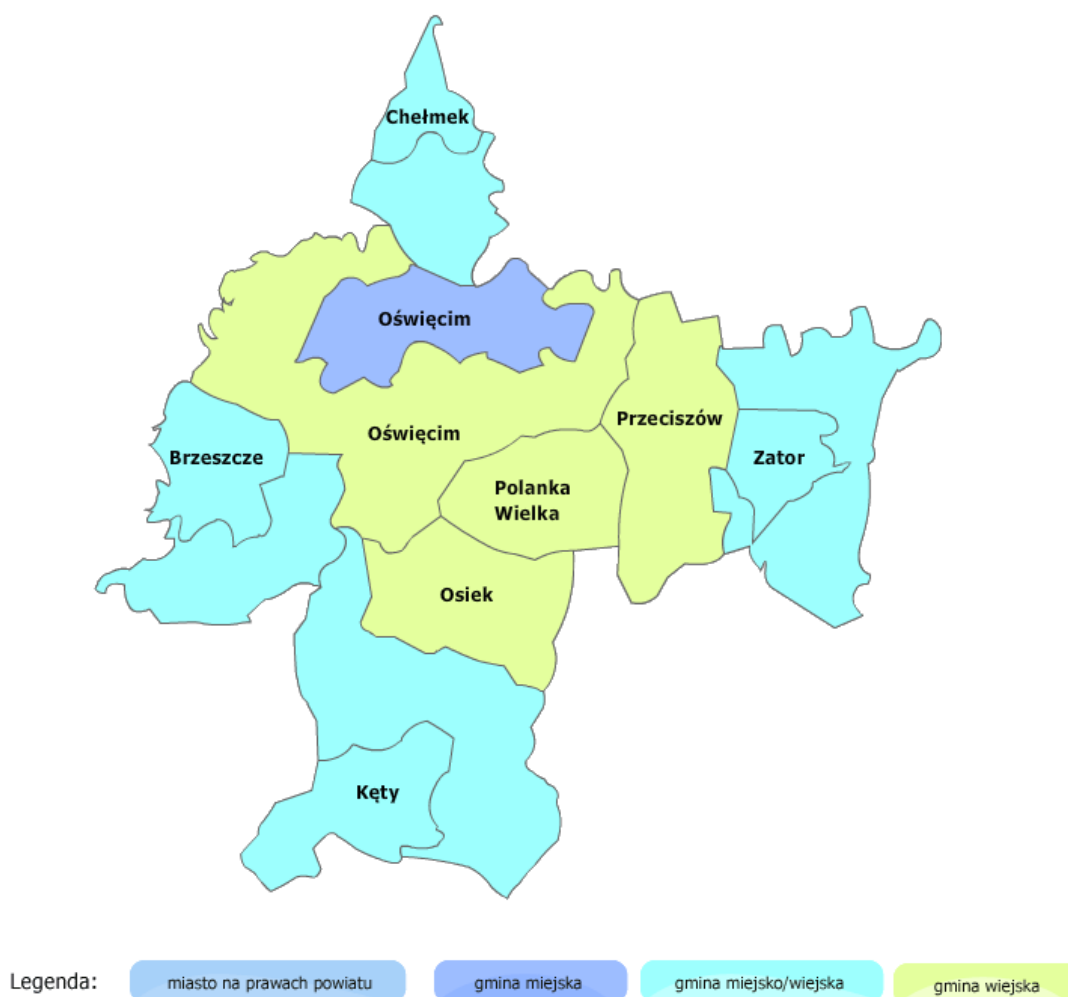 Chełmek
Oświęcim
Oświęcim
Przeciszów
Brzeszcze
Zator
Polanka
Wielka
Osiek
Kęty
Legenda:
miasto na prawach powiatu
gmina miejska
gmina miejsko/wiejska
gmina wiejska